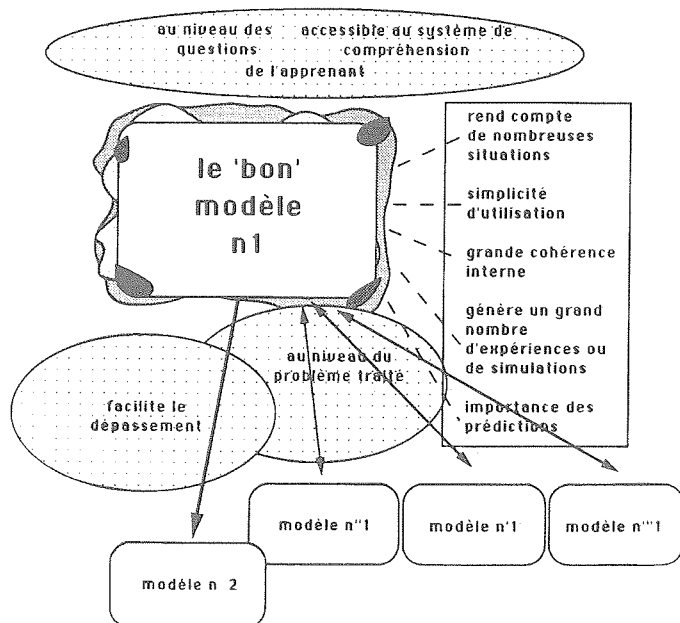 au niveau des questions
accessible au système de compréhension
de l'apprenant
le 'bon'
modèle
n1
rend compte
de nombreuses
situations
simplicité
d'utilisation
grande cohérence
interne
génère un grand
nombre
d'expériences ou
de simulations
importance des
prédictions
au niveau du
problème traité
facilite le
dépassement
modèle n"1
modèle n'1
modèle n'"1
modèle n 2